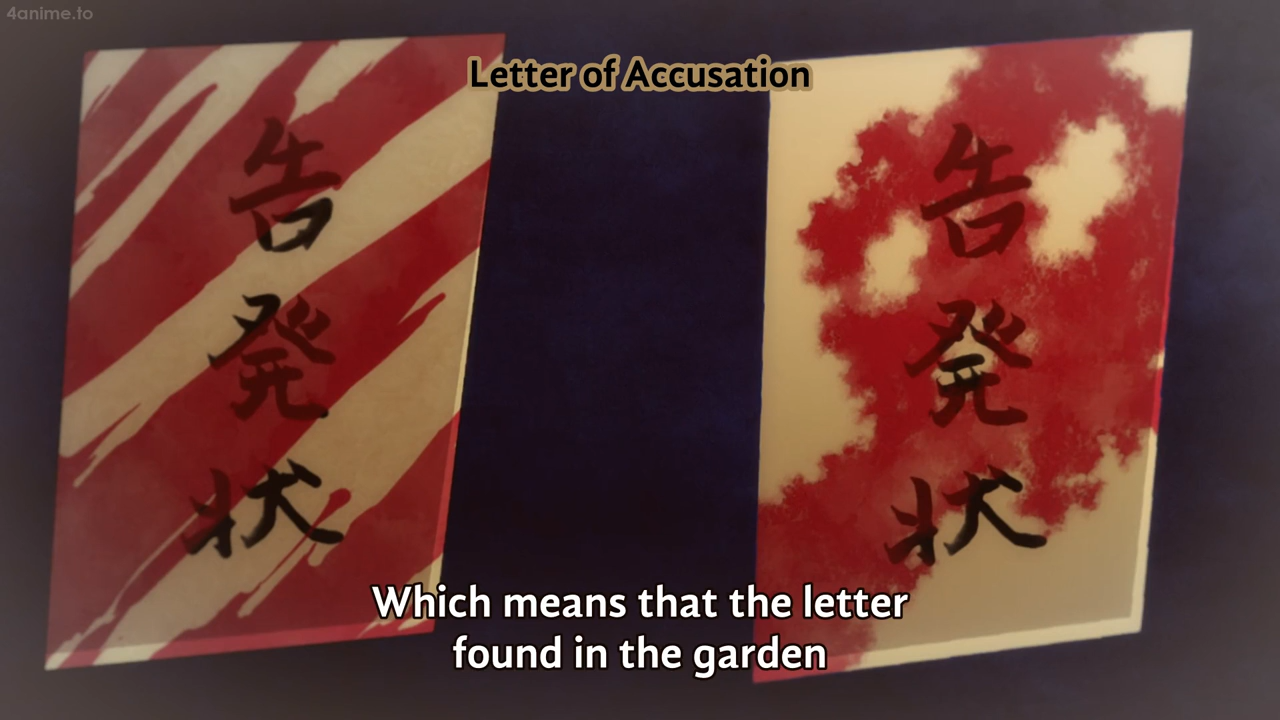 4anime.to
Letter of Accusation
告発状
告発状
Which means that the letter
found in the garden